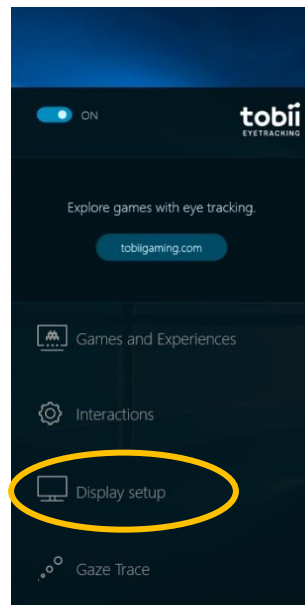 ON
tobii
EYETRACKING
Explore games with eye tracking.
tobiigaming.com
Games and Experiences
Interactions
Display setup
Gaze Trace